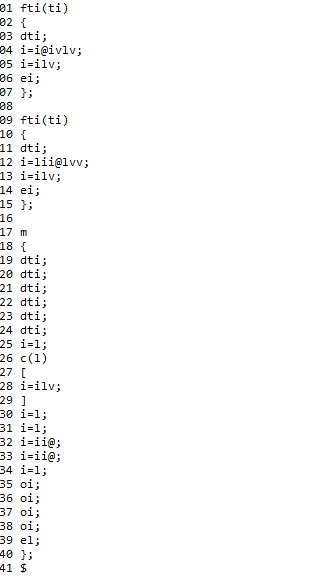 01 fti(ti)
02 {
03 dti;
04 i=i@ivlv;
05 i=ilv;
06 ei;
07 };
08
09 fti(ti)
10 {
11 dti;
12 i=lii@lvv;
13 i=ilv;
14 ei;
15 };
16
17 m
18 {
19 dti;
20 dti;
21 dti;
22 dti;
23 dti;
24 dti;
25 i=l;
26 c(l)
27 [
28 i=ilv;
29 ]
30 i=l;
31 i=l;
32 i=ii@;
33 i=ii@;
34 i=l;
35 oi;
36 oi;
37 oi;
38 oi;
39 el;
40 };
41 $